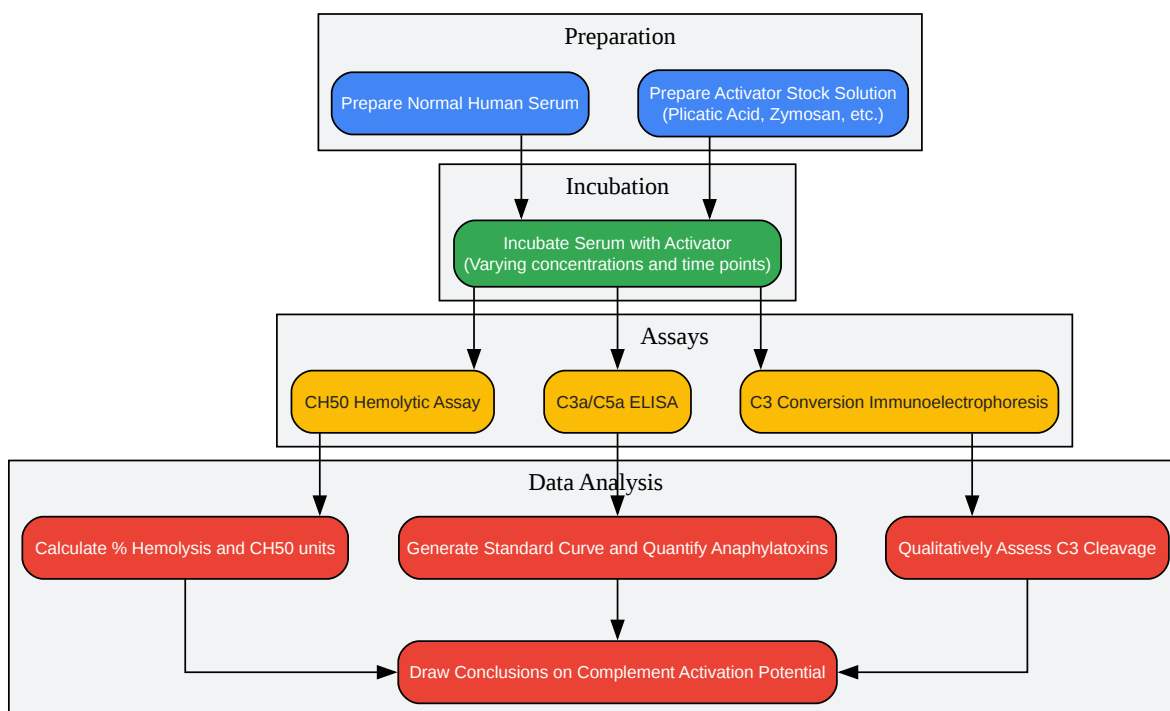 Preparation
Prepare Normal Human Serum
Prepare Activator Stock Solution
(Plicatic Acid, Zymosan, etc.)
Incubation
Incubate Serum with Activator
(Varying concentrations and time points)
Assays
CH50 Hemolytic Assay
C3a/C5a ELISA
C3 Conversion Immunoelectrophoresis
Data Analysis
Calculate % Hemolysis and CH50 units
Generate Standard Curve and Quantify Anaphylatoxins
Qualitatively Assess C3 Cleavage
Draw Conclusions on Complement Activation Potential